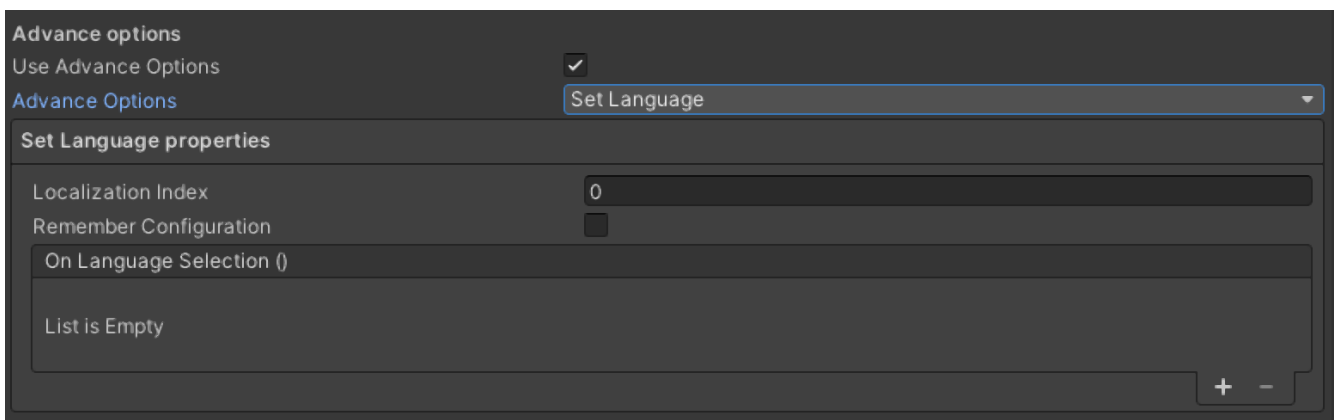 Advance options
Use Advance Options
Advance Options Set Language
Set Language properties
Localization Index 0
Remember Configuration
On Language Selection ()
List is Empty